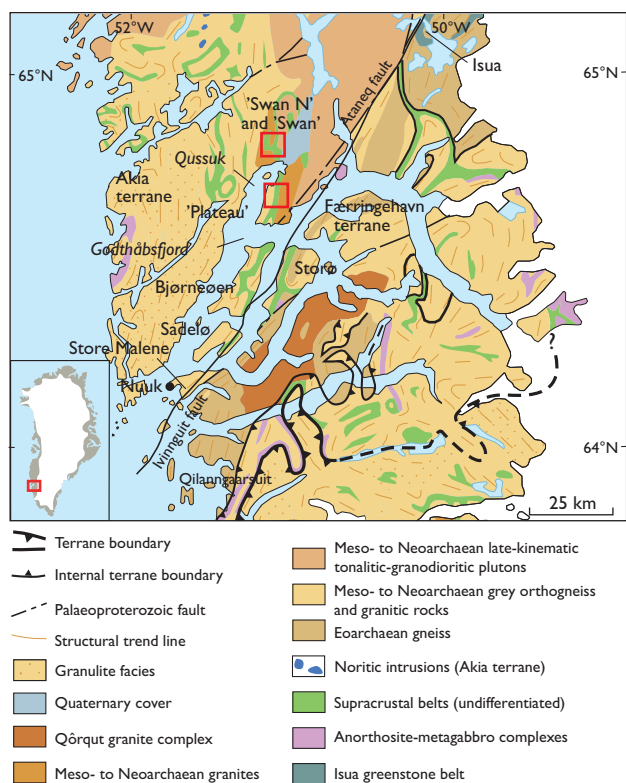 52°W
50°W
65°N
65°N
Isua
Ataneq fault
'Swan N'
and 'Swan'
Qussuk
Akia
terrane
'Plateau'
Færringehavn
terrane
Godthåbsfjord
Storø
Bjørneøen
Sadelø
Store Malene
Nuuk
?
Ivinnguit fault
64°N
Qilanngaarsuit
25 km
Terrane boundary
Internal terrane boundary
Palaeoproterozoic fault
Structural trend line
Granulite facies
Quaternary cover
Qôrqut granite complex
Meso- to Neoarchaean granites
Meso- to Neoarchaean late-kinematic
tonalitic-granodioritic plutons
Meso- to Neoarchaean grey orthogneiss
and granitic rocks
Eoarchaean gneiss
Noritic intrusions (Akia terrane)
Supracrustal belts (undifferentiated)
Anorthosite-metagabbro complexes
Isua greenstone belt